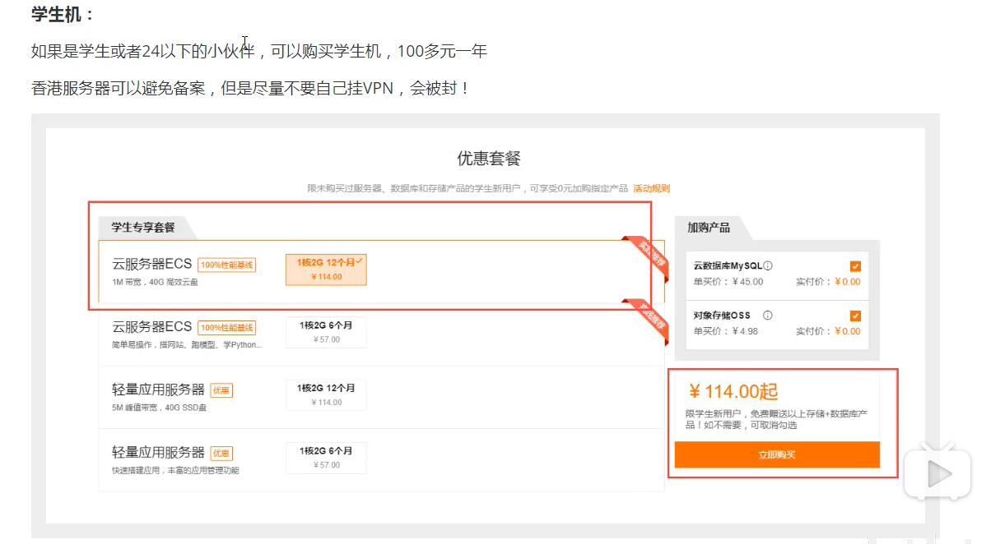 学生机：
如果是学生或者24以下的小伙伴，可以购买学生机，100多元一年
香港服务器可以避免备案，但是尽量不要自己挂VPN，会被封！
优惠套餐
限未购买过服务器、数据库和存储产品的学生新用户，可享受0元加购指定产品 活动规则
学生专享套餐
云服务器ECS 100%性能基线
1M 带宽，40G 高效云盘
1核2G 12个月
¥114.00
云服务器ECS 100%性能基线
简单易操作，搭网站、跑模型、学Python...
1核2G 6个月
¥57.00
轻量应用服务器 优惠
5M 峰值带宽，40G SSD盘
1核2G 12个月
¥114.00
轻量应用服务器 优惠
快速搭建应用，丰富的应用管理功能
1核2G 6个月
¥57.00
加购产品
云数据库MySQL
单买价：¥45.00 实付价：¥0.00
对象存储OSS
单买价：¥4.98 实付价：¥0.00
¥114.00起
限学生新用户，免费赠送以上存储+数据库产
品！如不需要，可取消勾选
立即购买